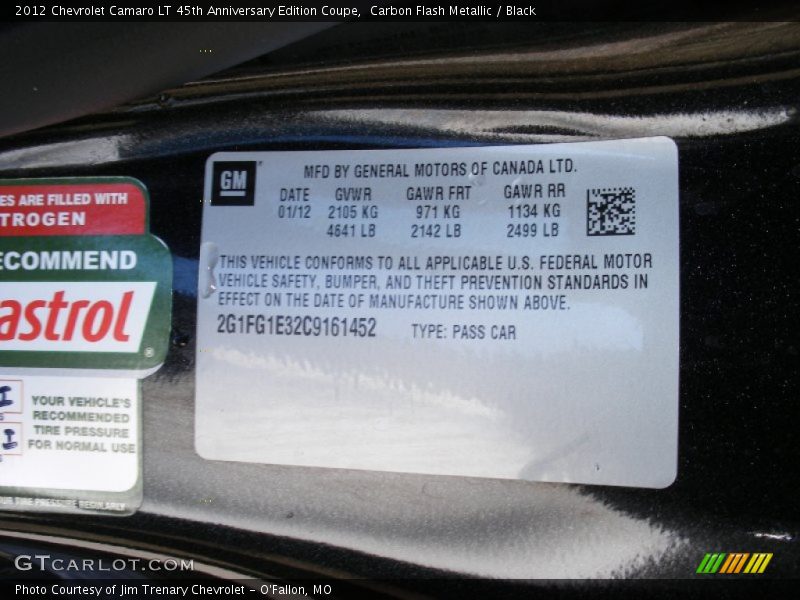 2012 Chevrolet Camaro LT 45th Anniversary Edition Coupe,  Carbon Flash Metallic / Black
GM
MFD BY GENERAL MOTORS OF CANADA LTD.
DATE GVWR GAWR FRT GAWR RR
01/12 2105 KG 971 KG 1134 KG
4641 LB 2142 LB 2499 LB
THIS VEHICLE CONFORMS TO ALL APPLICABLE U.S. FEDERAL MOTOR
VEHICLE SAFETY, BUMPER, AND THEFT PREVENTION STANDARDS IN
EFFECT ON THE DATE OF MANUFACTURE SHOWN ABOVE.
2G1FG1E32C9161452 TYPE: PASS CAR
ES ARE FILLED WITH
TROGEN
ECOMMEND
astrol
®
YOUR VEHICLE'S
RECOMMENDED
TIRE PRESSURE
FOR NORMAL USE
TIRE PRESSURE REGULARLY
GTCARLOT.COM
Photo Courtesy of Jim Trenary Chevrolet - O'Fallon, MO